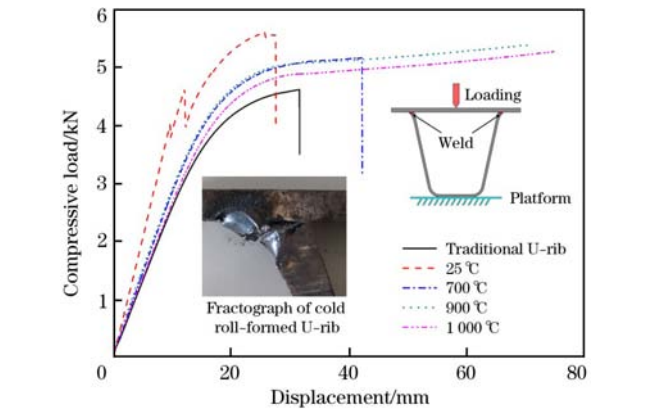 6
5
4
3
2
1
0
20
40
60
80
Compressive load/kN
Displacement/mm
Loading
Weld
Platform
Traditional U-rib
25 ℃
700 ℃
900 ℃
1 000 ℃
Fractograph of cold
roll-formed U-rib